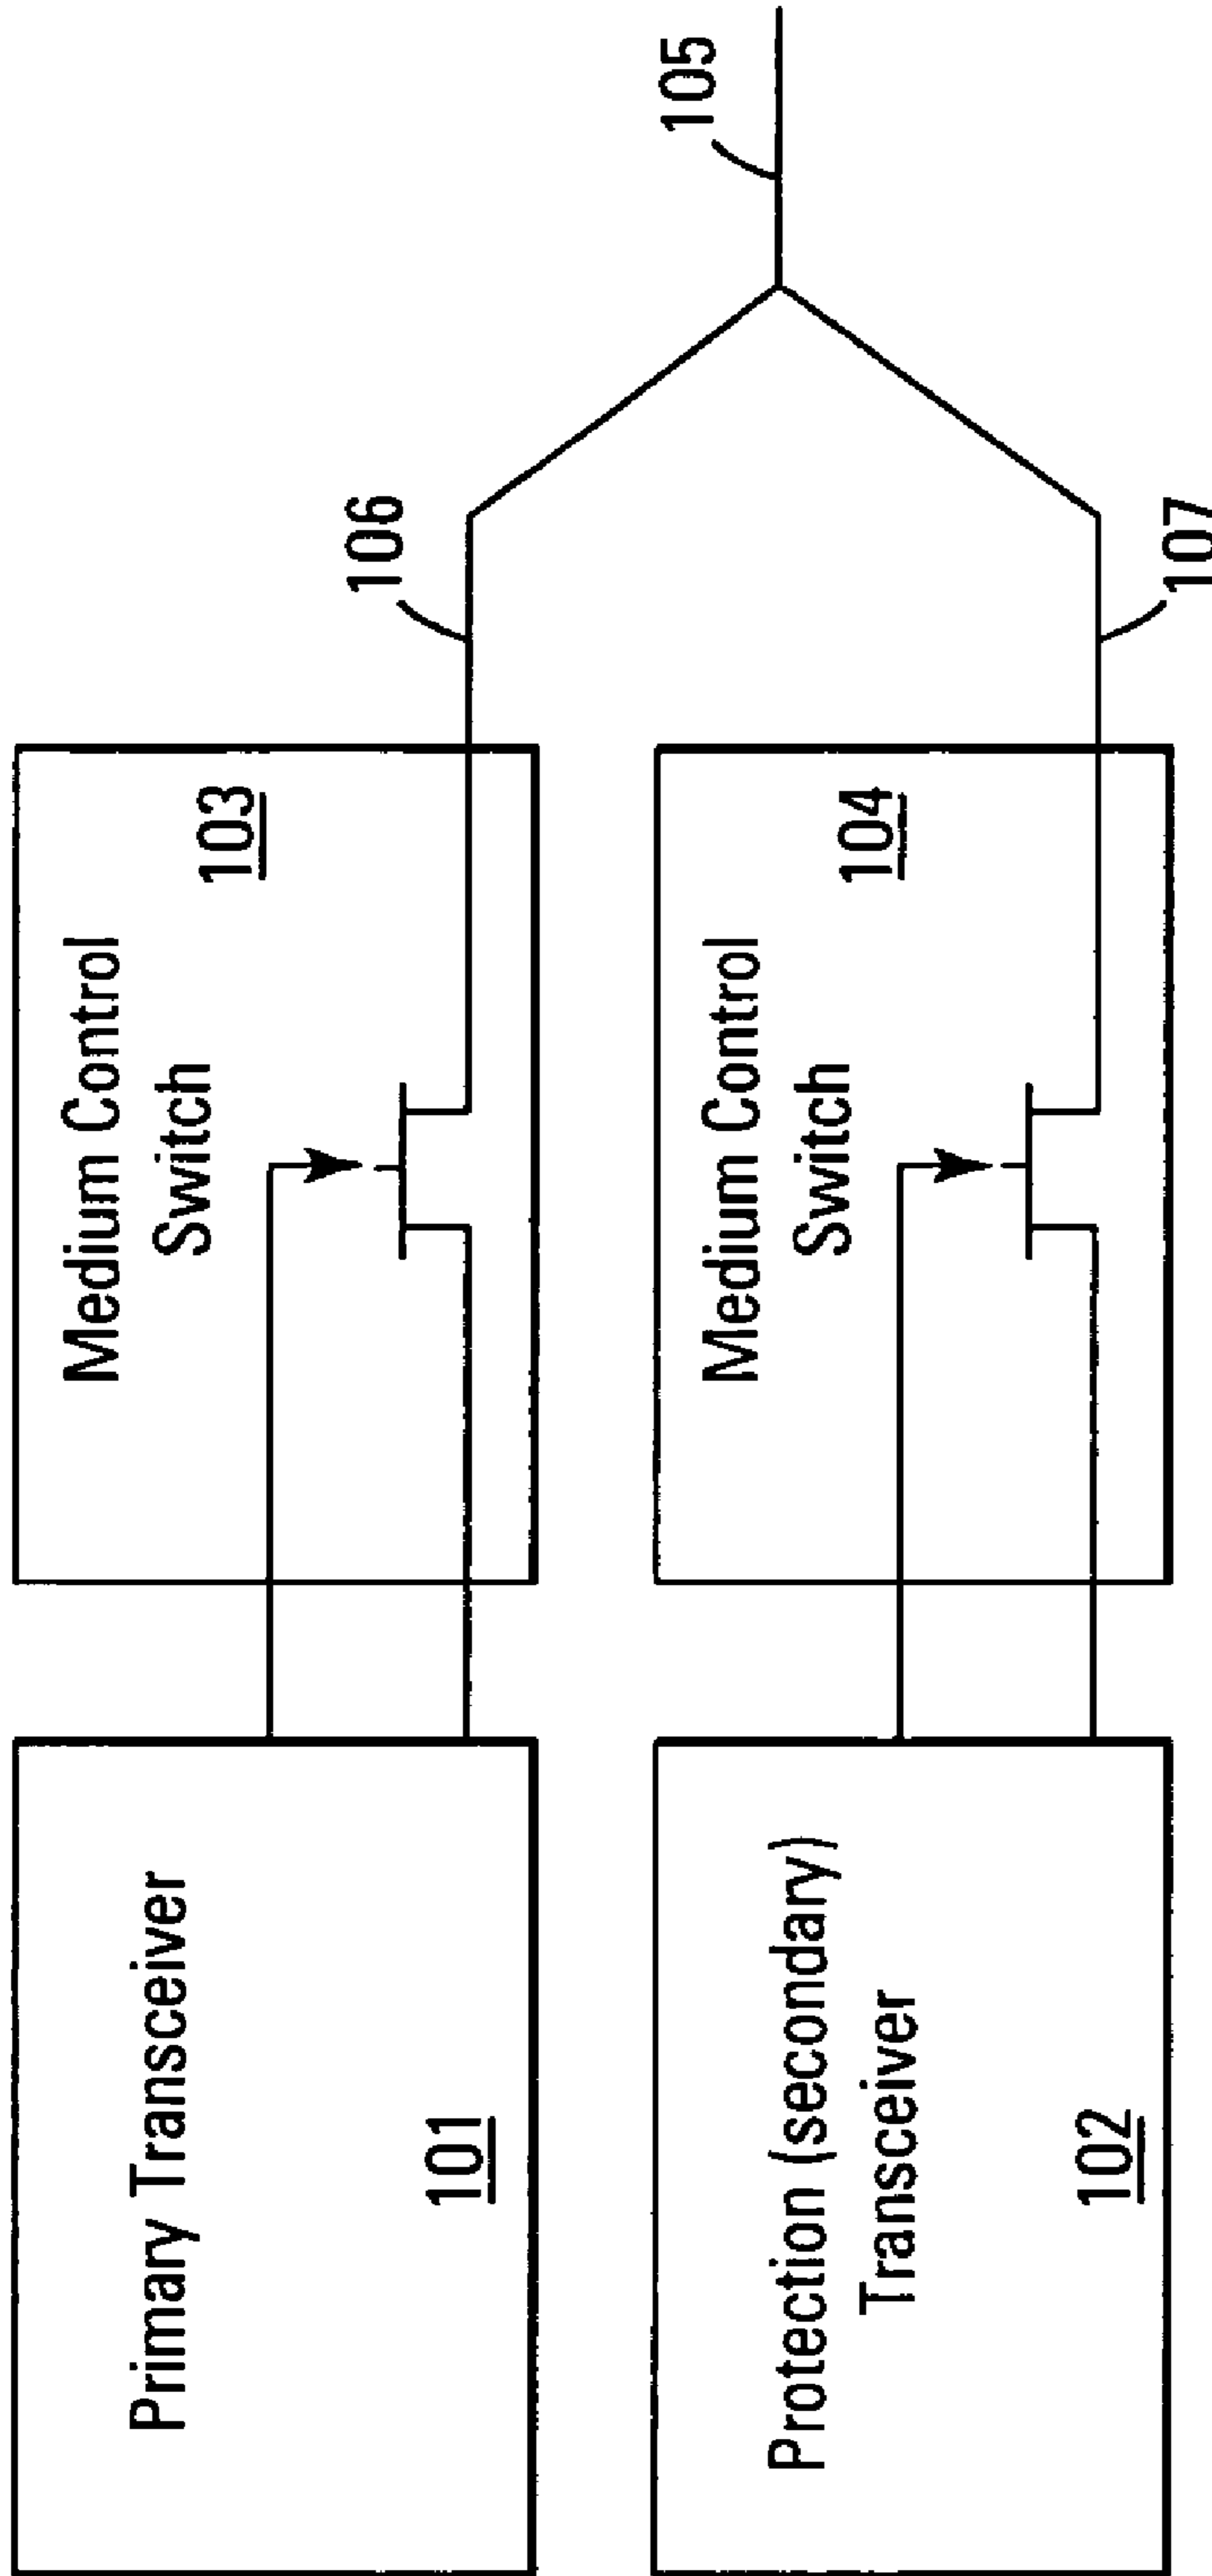 Primary Transceiver
101
Medium Control
Switch
103
106
105
Protection (secondary)
Transceiver
102
Medium Control
Switch
104
107